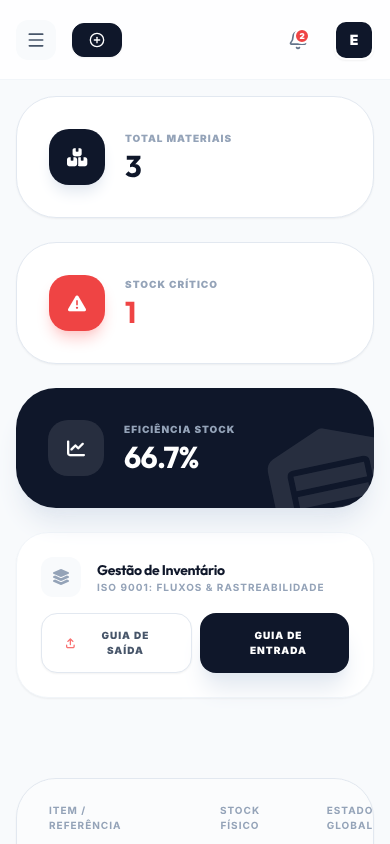 2
E
TOTAL MATERIAIS
3
STOCK CRÍTICO
1
EFICIÊNCIA STOCK
66.7%
Gestão de Inventário
ISO 9001: FLUXOS & RASTREABILIDADE
GUIA DE
SAÍDA
GUIA DE
ENTRADA
ITEM /
REFERÊNCIA
STOCK
FÍSICO
ESTADO
GLOBAL